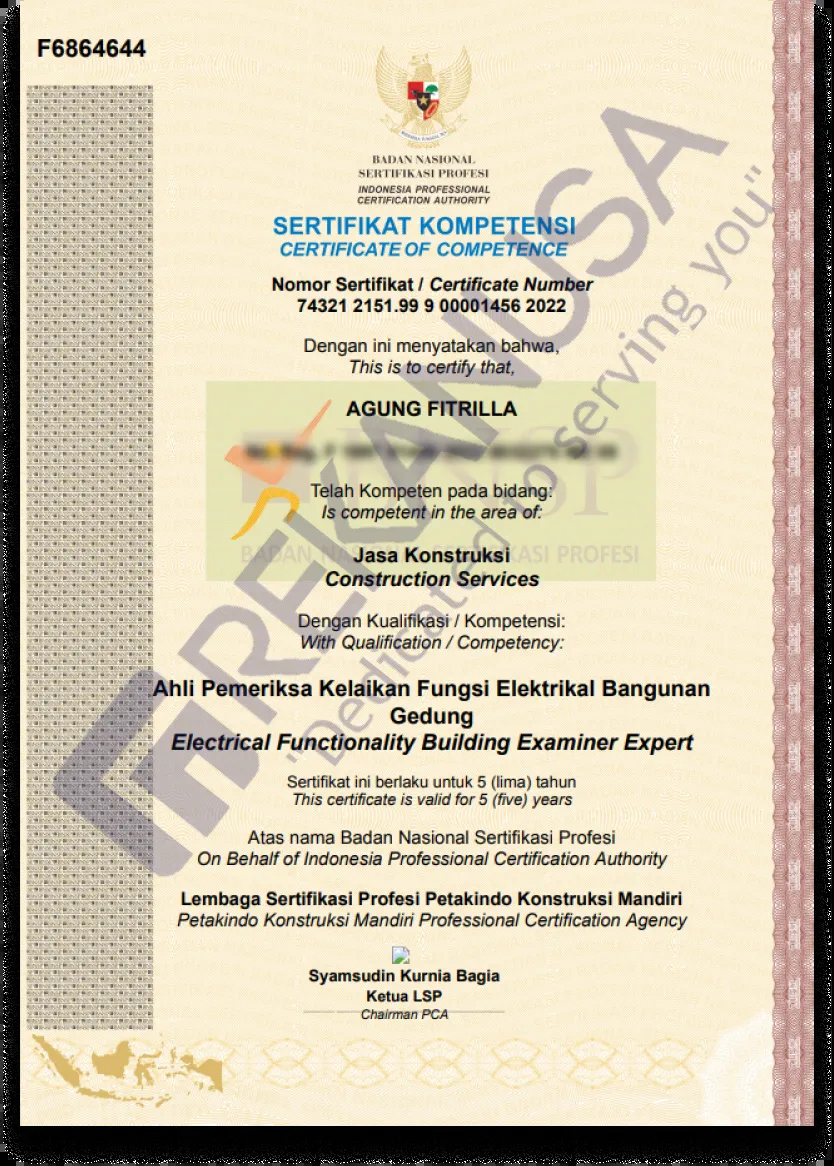 F6864644
BADAN NASIONAL
SERTIFIKASI PROFESI
INDONESIA PROFESSIONAL
CERTIFICATION AUTHORITY
SERTIFIKAT KOMPETENSI
CERTIFICATE OF COMPETENCE
Nomor Sertifikat / Certificate Number
74321 2151.99 9 00001456 2022
Dengan ini menyatakan bahwa,
This is to certify that,
AGUNG FITRILLA
Telah Kompeten pada bidang:
Is competent in the area of:
BADAN NASIONAL SERTIFIKASI PROFESI
Jasa Konstruksi
Construction Services
Dengan Kualifikasi / Kompetensi:
With Qualification / Competency:
Ahli Pemeriksa Kelaikan Fungsi Elektrikal Bangunan
Gedung
Electrical Functionality Building Examiner Expert
Sertifikat ini berlaku untuk 5 (lima) tahun
This certificate is valid for 5 (five) years
Atas nama Badan Nasional Sertifikasi Profesi
On Behalf of Indonesia Professional Certification Authority
Lembaga Sertifikasi Profesi Petakindo Konstruksi Mandiri
Petakindo Konstruksi Mandiri Professional Certification Agency
Syamsudin Kurnia Bagia
Ketua LSP
Chairman PCA
REKANUSA
"Dedicated to serving you"